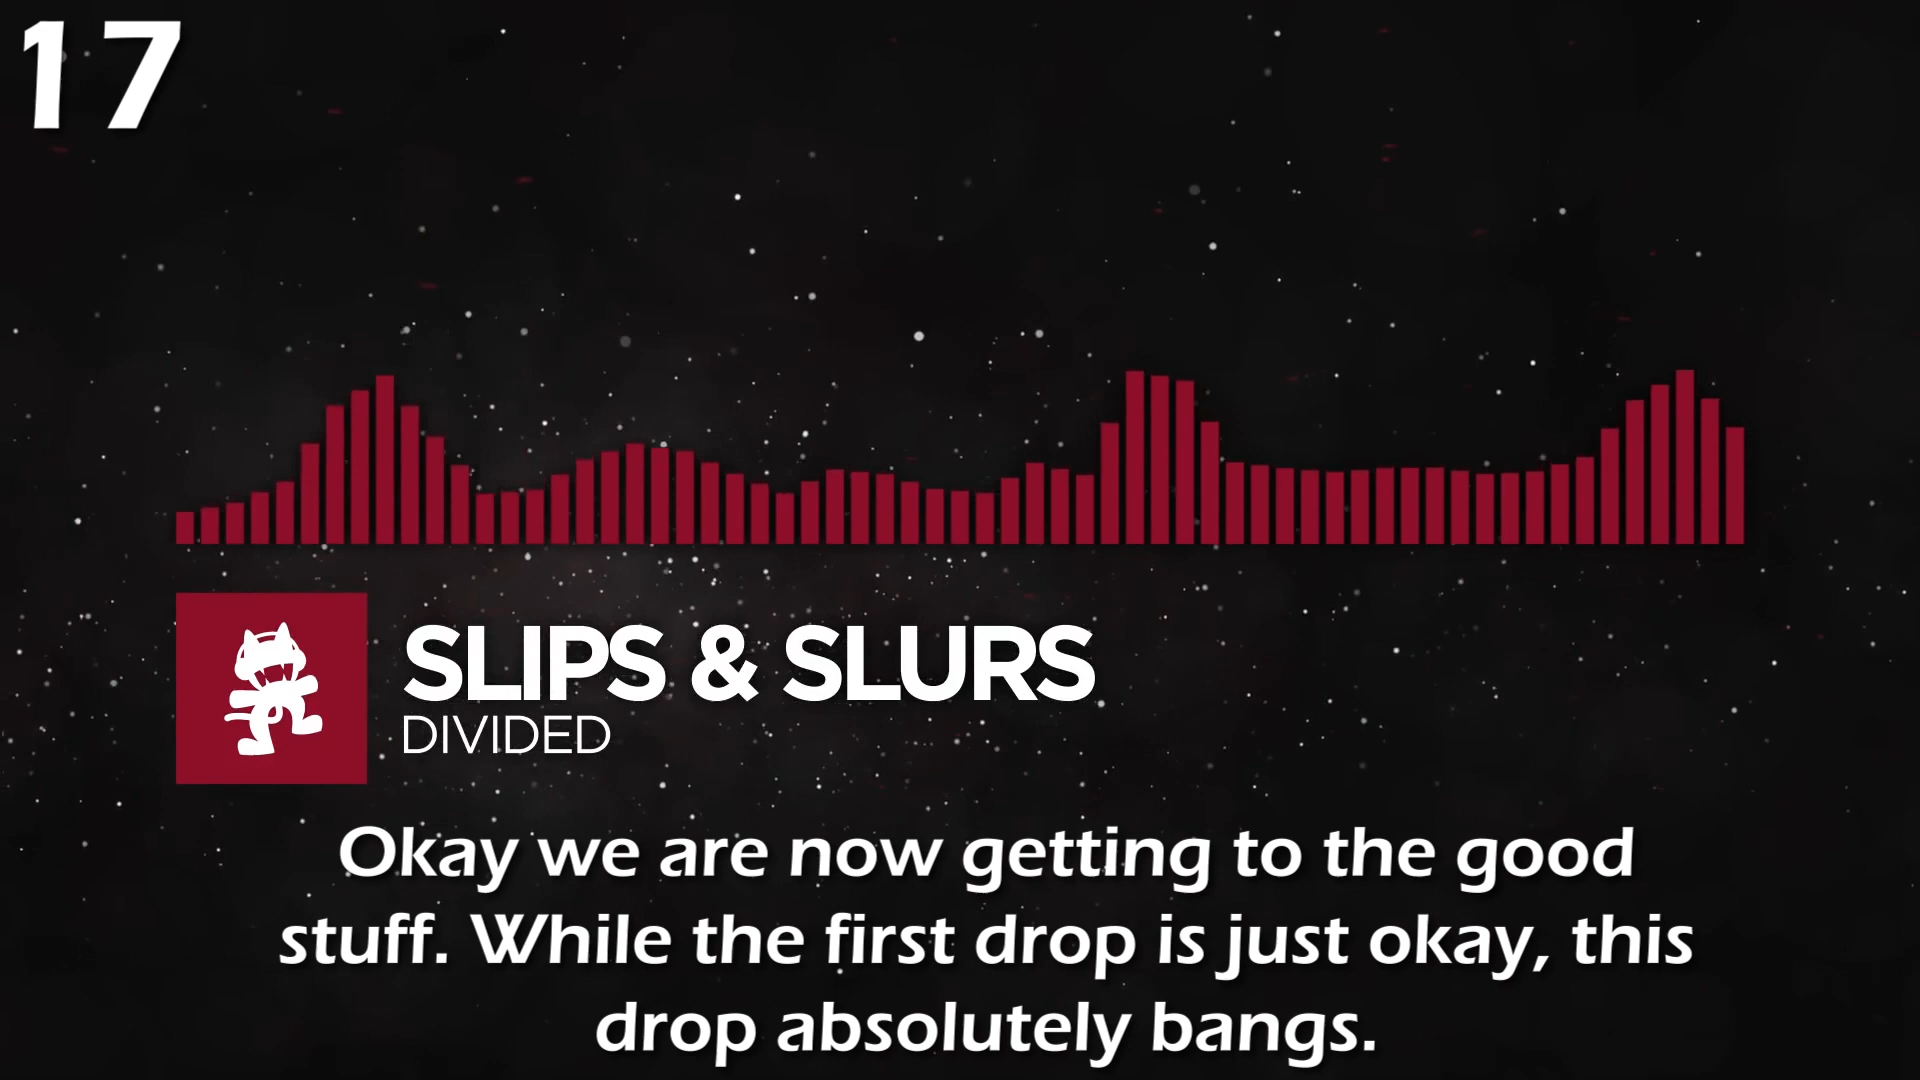 17
SLIPS & SLURS
DIVIDED
Okay we are now getting to the good
stuff. While the first drop is just okay, this
drop absolutely bangs.